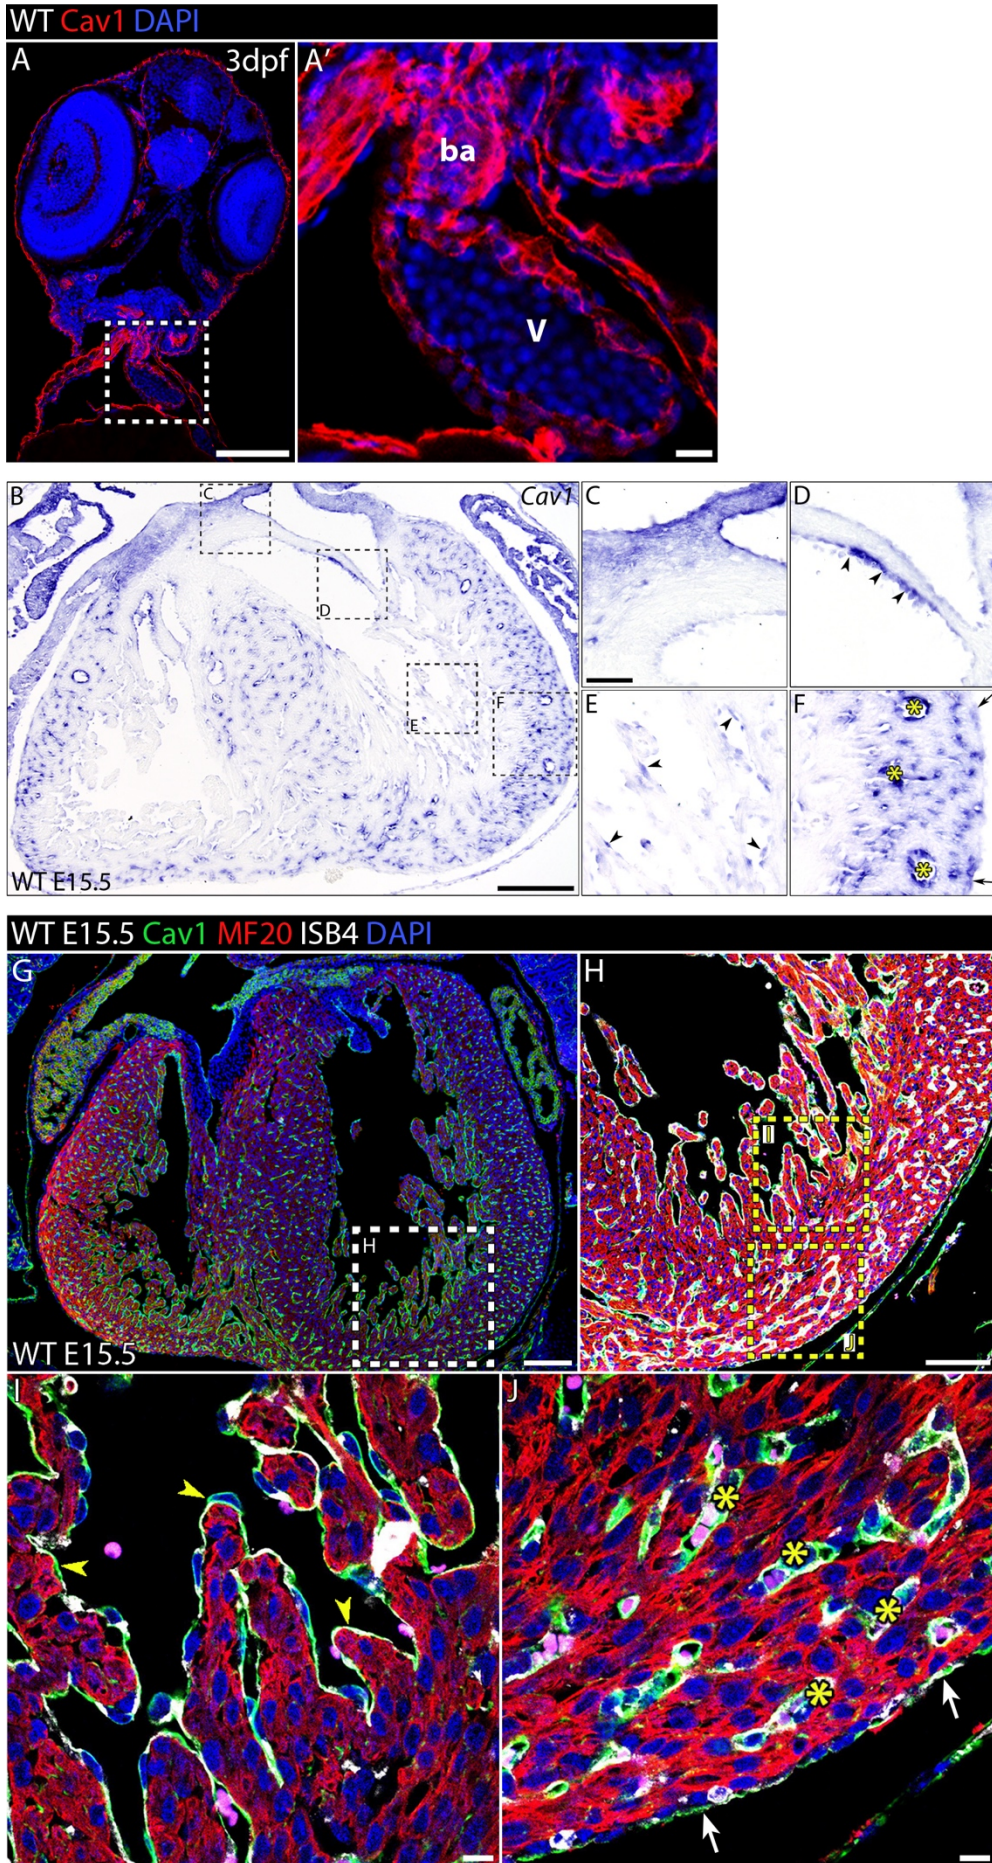 WT Cav1 DAPI
A 3dpf A'
ba
V
B Cav1 C D
C
D
E
F
E F
*
*
*
WT E15.5
WT E15.5 Cav1 MF20 ISB4 DAPI
G H
I
H
J
WT E15.5
I J
*
*
*
*